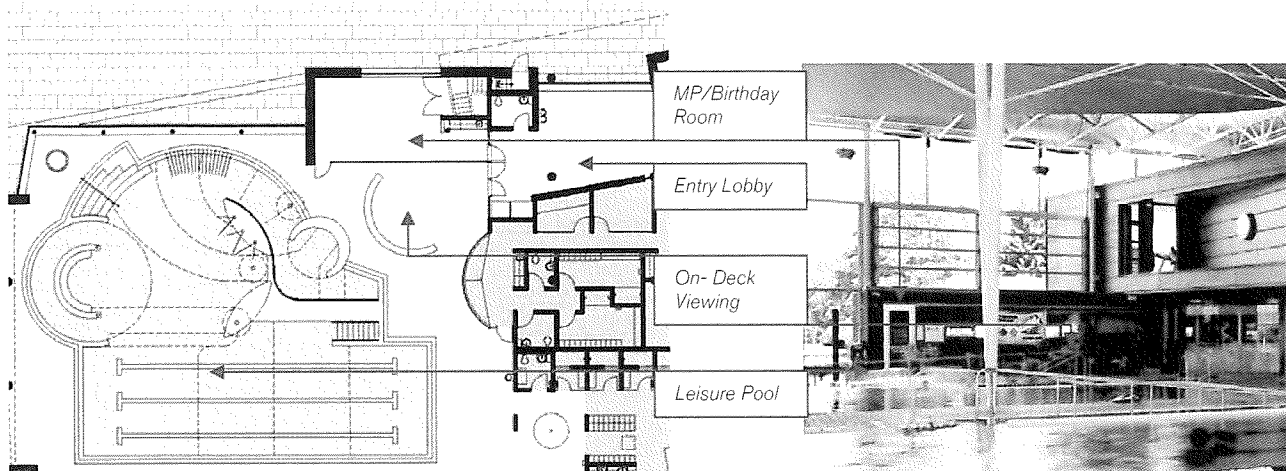 MP/Birthday
Room
Entry Lobby
On- Deck
Viewing
Leisure Pool